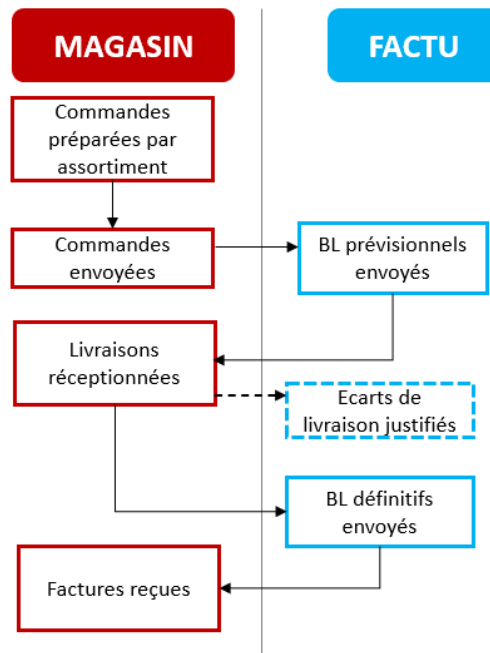 MAGASIN
FACTU
Commandes
préparées par
assortiment
Commandes
envoyées
BL prévisionnels
envoyés
Livraisons
réceptionnées
Ecarts de
livraison justifiés
BL définitifs
envoyés
Factures reçues